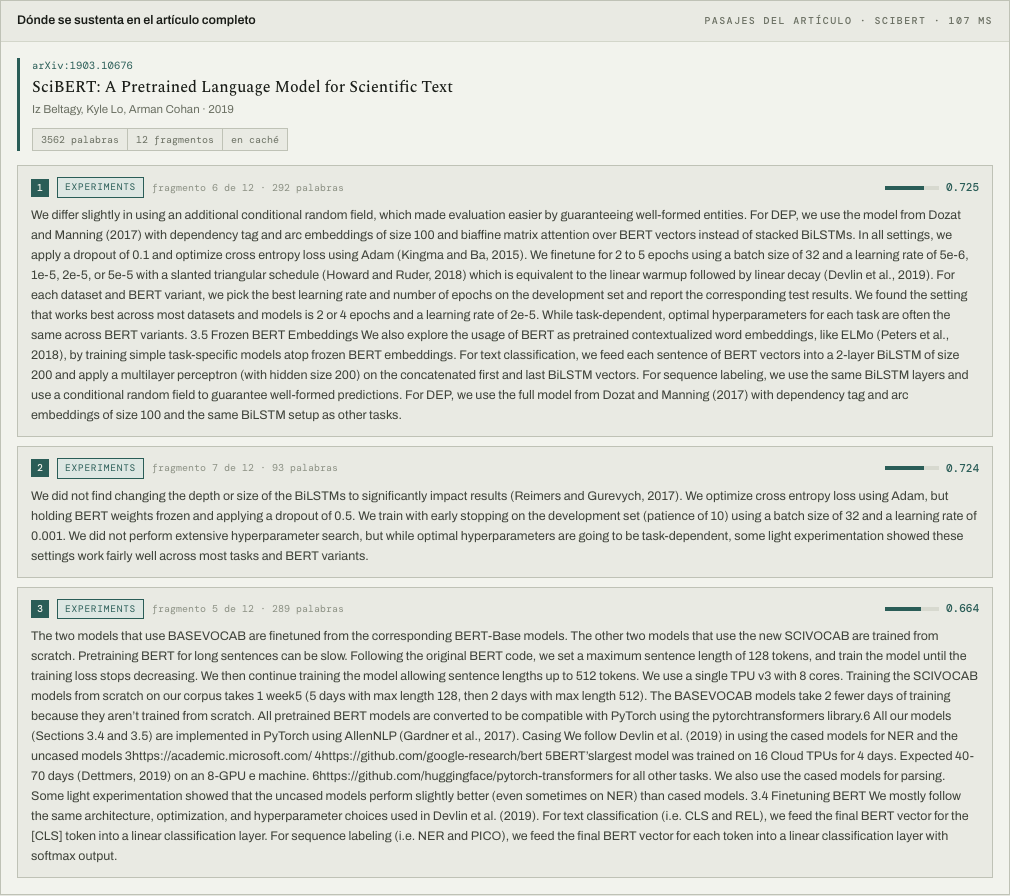 Dónde se sustenta en el artículo completo
PASAJES DEL ARTÍCULO · SCIBERT · 107 MS
arXiv:1903.10676
SciBERT: A Pretrained Language Model for Scientific Text
Iz Beltagy, Kyle Lo, Arman Cohan · 2019
3562 palabras 12 fragmentos en caché
1 EXPERIMENTS fragmento 6 de 12 · 292 palabras 0.725
We differ slightly in using an additional conditional random field, which made evaluation easier by guaranteeing well-formed entities. For DEP, we use the model from Dozat
and Manning (2017) with dependency tag and arc embeddings of size 100 and biaffine matrix attention over BERT vectors instead of stacked BiLSTMs. In all settings, we
apply a dropout of 0.1 and optimize cross entropy loss using Adam (Kingma and Ba, 2015). We finetune for 2 to 5 epochs using a batch size of 32 and a learning rate of 5e-6,
1e-5, 2e-5, or 5e-5 with a slanted triangular schedule (Howard and Ruder, 2018) which is equivalent to the linear warmup followed by linear decay (Devlin et al., 2019). For
each dataset and BERT variant, we pick the best learning rate and number of epochs on the development set and report the corresponding test results. We found the setting
that works best across most datasets and models is 2 or 4 epochs and a learning rate of 2e-5. While task-dependent, optimal hyperparameters for each task are often the
same across BERT variants. 3.5 Frozen BERT Embeddings We also explore the usage of BERT as pretrained contextualized word embeddings, like ELMo (Peters et al.,
2018), by training simple task-specific models atop frozen BERT embeddings. For text classification, we feed each sentence of BERT vectors into a 2-layer BiLSTM of size
200 and apply a multilayer perceptron (with hidden size 200) on the concatenated first and last BiLSTM vectors. For sequence labeling, we use the same BiLSTM layers and
use a conditional random field to guarantee well-formed predictions. For DEP, we use the full model from Dozat and Manning (2017) with dependency tag and arc
embeddings of size 100 and the same BiLSTM setup as other tasks.
2 EXPERIMENTS fragmento 7 de 12 · 93 palabras 0.724
We did not find changing the depth or size of the BiLSTMs to significantly impact results (Reimers and Gurevych, 2017). We optimize cross entropy loss using Adam, but
holding BERT weights frozen and applying a dropout of 0.5. We train with early stopping on the development set (patience of 10) using a batch size of 32 and a learning rate of
0.001. We did not perform extensive hyperparameter search, but while optimal hyperparameters are going to be task-dependent, some light experimentation showed these
settings work fairly well across most tasks and BERT variants.
3 EXPERIMENTS fragmento 5 de 12 · 289 palabras 0.664
The two models that use BASEVOCAB are finetuned from the corresponding BERT-Base models. The other two models that use the new SCIVOCAB are trained from
scratch. Pretraining BERT for long sentences can be slow. Following the original BERT code, we set a maximum sentence length of 128 tokens, and train the model until the
training loss stops decreasing. We then continue training the model allowing sentence lengths up to 512 tokens. We use a single TPU v3 with 8 cores. Training the SCIVOCAB
models from scratch on our corpus takes 1 week5 (5 days with max length 128, then 2 days with max length 512). The BASEVOCAB models take 2 fewer days of training
because they aren't trained from scratch. All pretrained BERT models are converted to be compatible with PyTorch using the pytorchtransformers library.6 All our models
(Sections 3.4 and 3.5) are implemented in PyTorch using AllenNLP (Gardner et al., 2017). Casing We follow Devlin et al. (2019) in using the cased models for NER and the
uncased models 3https://academic.microsoft.com/ 4https://github.com/google-research/bert 5BERT'slargest model was trained on 16 Cloud TPUs for 4 days. Expected 40-
70 days (Dettmers, 2019) on an 8-GPU e machine. 6https://github.com/huggingface/pytorch-transformers for all other tasks. We also use the cased models for parsing.
Some light experimentation showed that the uncased models perform slightly better (even sometimes on NER) than cased models. 3.4 Finetuning BERT We mostly follow
the same architecture, optimization, and hyperparameter choices used in Devlin et al. (2019). For text classification (i.e. CLS and REL), we feed the final BERT vector for the
[CLS] token into a linear classification layer. For sequence labeling (i.e. NER and PICO), we feed the final BERT vector for each token into a linear classification layer with
softmax output.